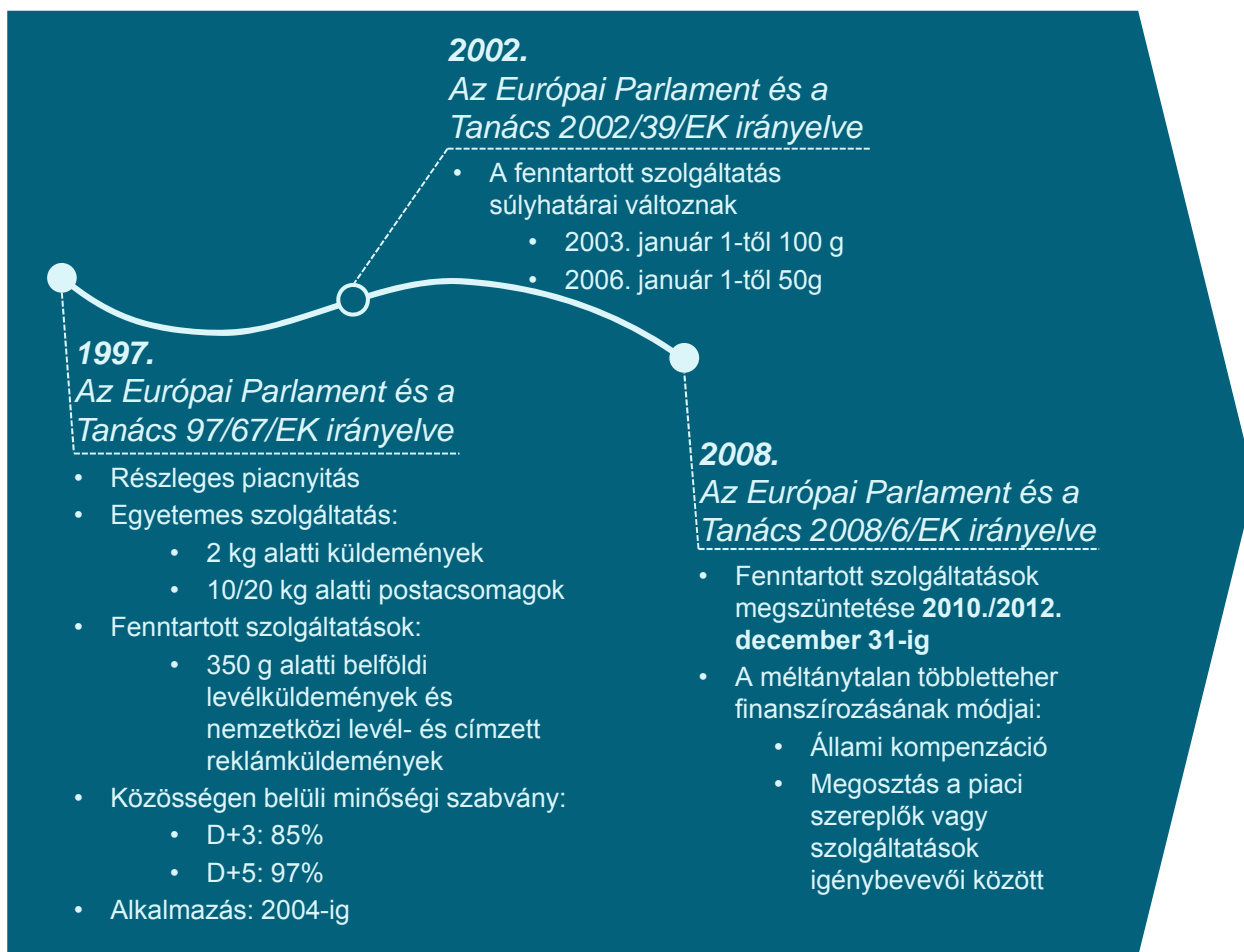 2002.
Az Európai Parlament és a
Tanács 2002/39/EK irányelve
• A fenntartott szolgáltatás
súlyhatárai változnak
• 2003. január 1-től 100 g
• 2006. január 1-től 50g
1997.
Az Európai Parlament és a
Tanács 97/67/EK irányelve
• Részleges piacnyitás
• Egyetemes szolgáltatás:
• 2 kg alatti küldemények
• 10/20 kg alatti postacsomagok
• Fenntartott szolgáltatások:
• 350 g alatti belföldi
levélküldemények és
nemzetközi levél- és címzett
reklámküldemények
• Közösségen belüli minőségi szabvány:
• D+3: 85%
• D+5: 97%
• Alkalmazás: 2004-ig
2008.
Az Európai Parlament és a
Tanács 2008/6/EK irányelve
• Fenntartott szolgáltatások
megszüntetése 2010./2012.
december 31-ig
• A méltánytalan többletteher
finanszírozásának módjai:
• Állami kompenzáció
• Megosztás a piaci
szereplők vagy
szolgáltatások
igénybevevői között